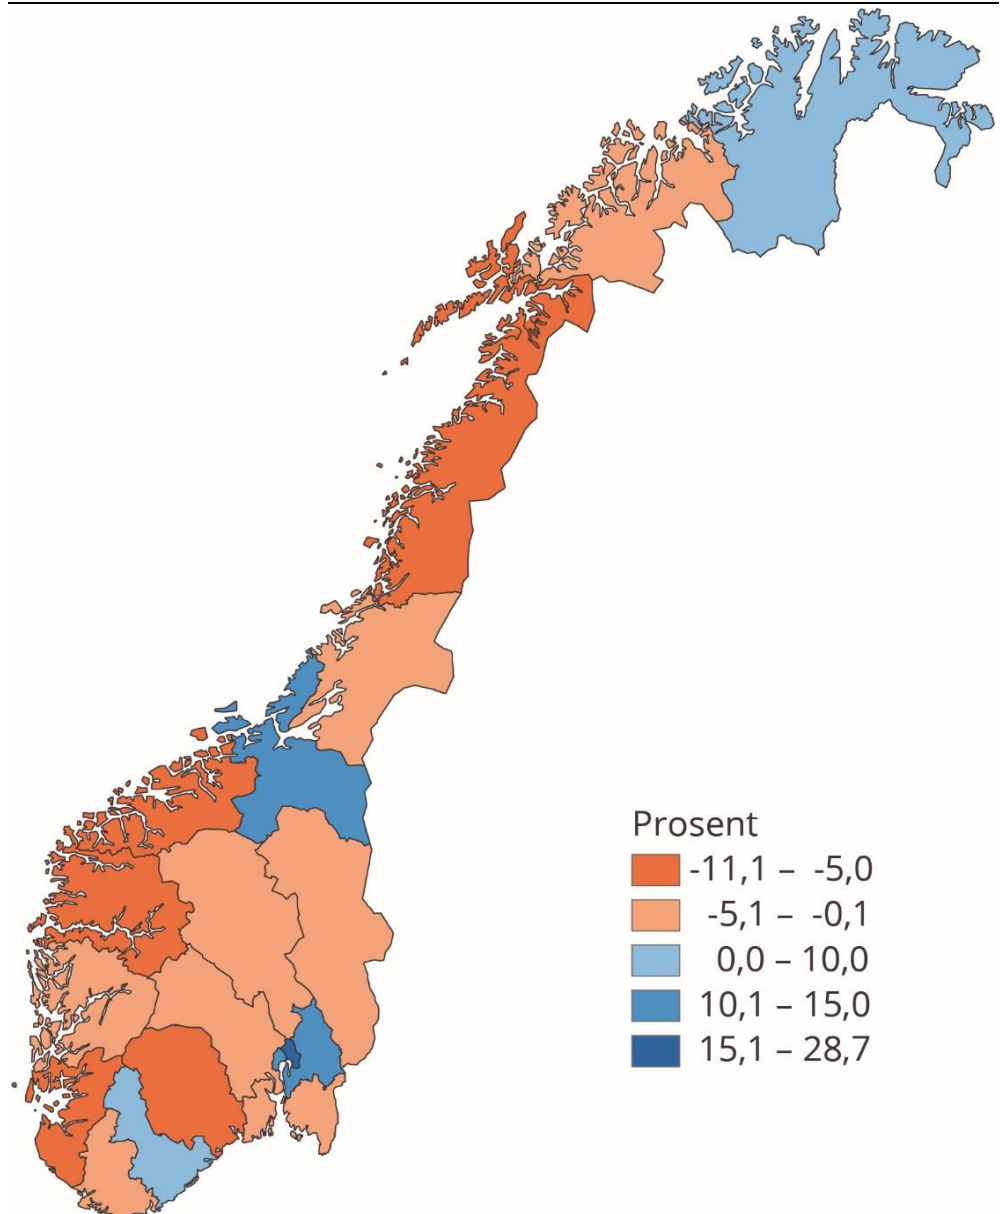 Prosent
-11,1 – -5,0
-5,1 – -0,1
0,0 – 10,0
10,1 – 15,0
15,1 – 28,7